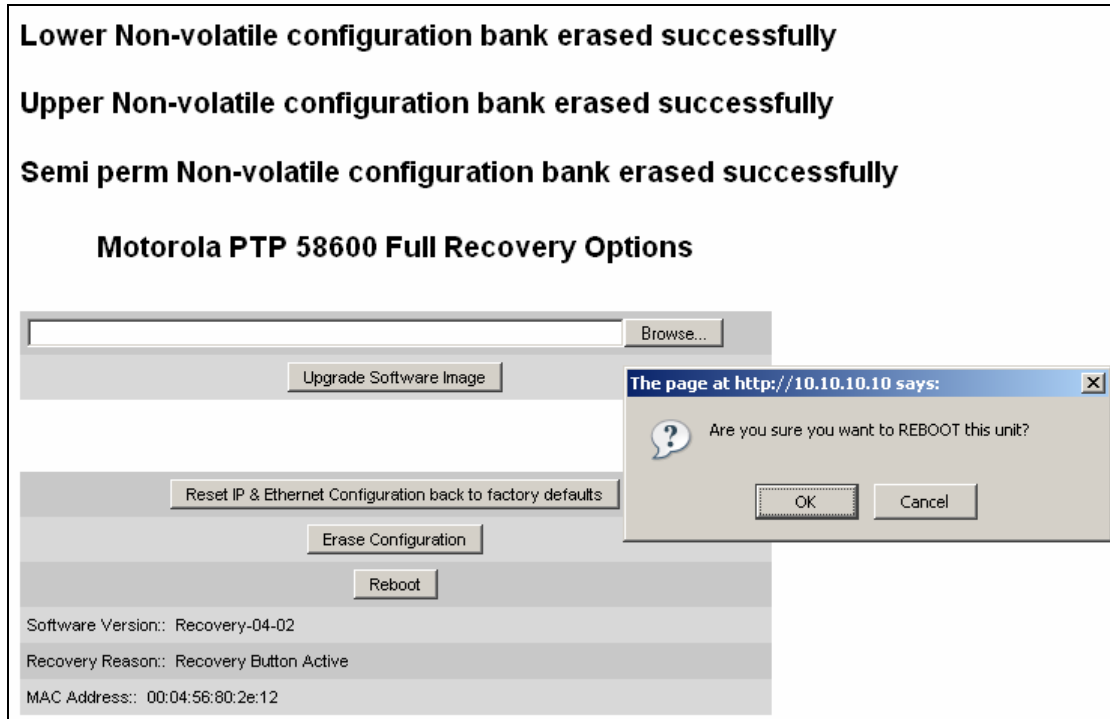 Lower Non-volatile configuration bank erased successfully
Upper Non-volatile configuration bank erased successfully
Semi perm Non-volatile configuration bank erased successfully
Motorola PTP 58600 Full Recovery Options
Browse...
Upgrade Software Image
The page at http://10.10.10.10 says:
Are you sure you want to REBOOT this unit?
OK Cancel
Reset IP & Ethernet Configuration back to factory defaults
Erase Configuration
Reboot
Software Version:: Recovery-04-02
Recovery Reason:: Recovery Button Active
MAC Address:: 00:04:56:80:2e:12